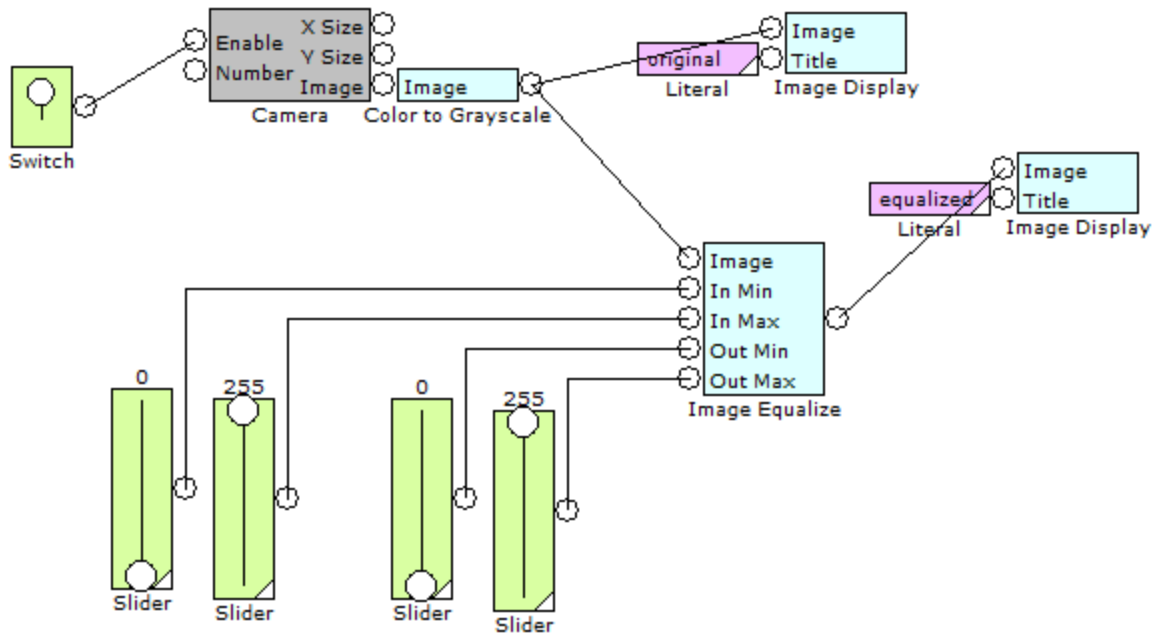 X Size
Enable
Y Size
Number
Image
Camera
Switch
Image
Color to Grayscale
original
Literal
Image
Title
Image Display
equalized
Literal
Image
Title
Image Display
Image
In Min
In Max
Out Min
Out Max
Image Equalize
0
Slider
255
Slider
0
Slider
255
Slider